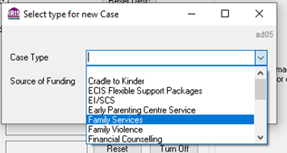 IRIS Select type for new Case
ad05
Case Type
Source of Funding
Cradle to Kinder
ECIS Flexible Support Packages
EI/SCS
Early Parenting Centre Service
Family Services
Family Violence
Financial Counselling
Reset
Turn Off